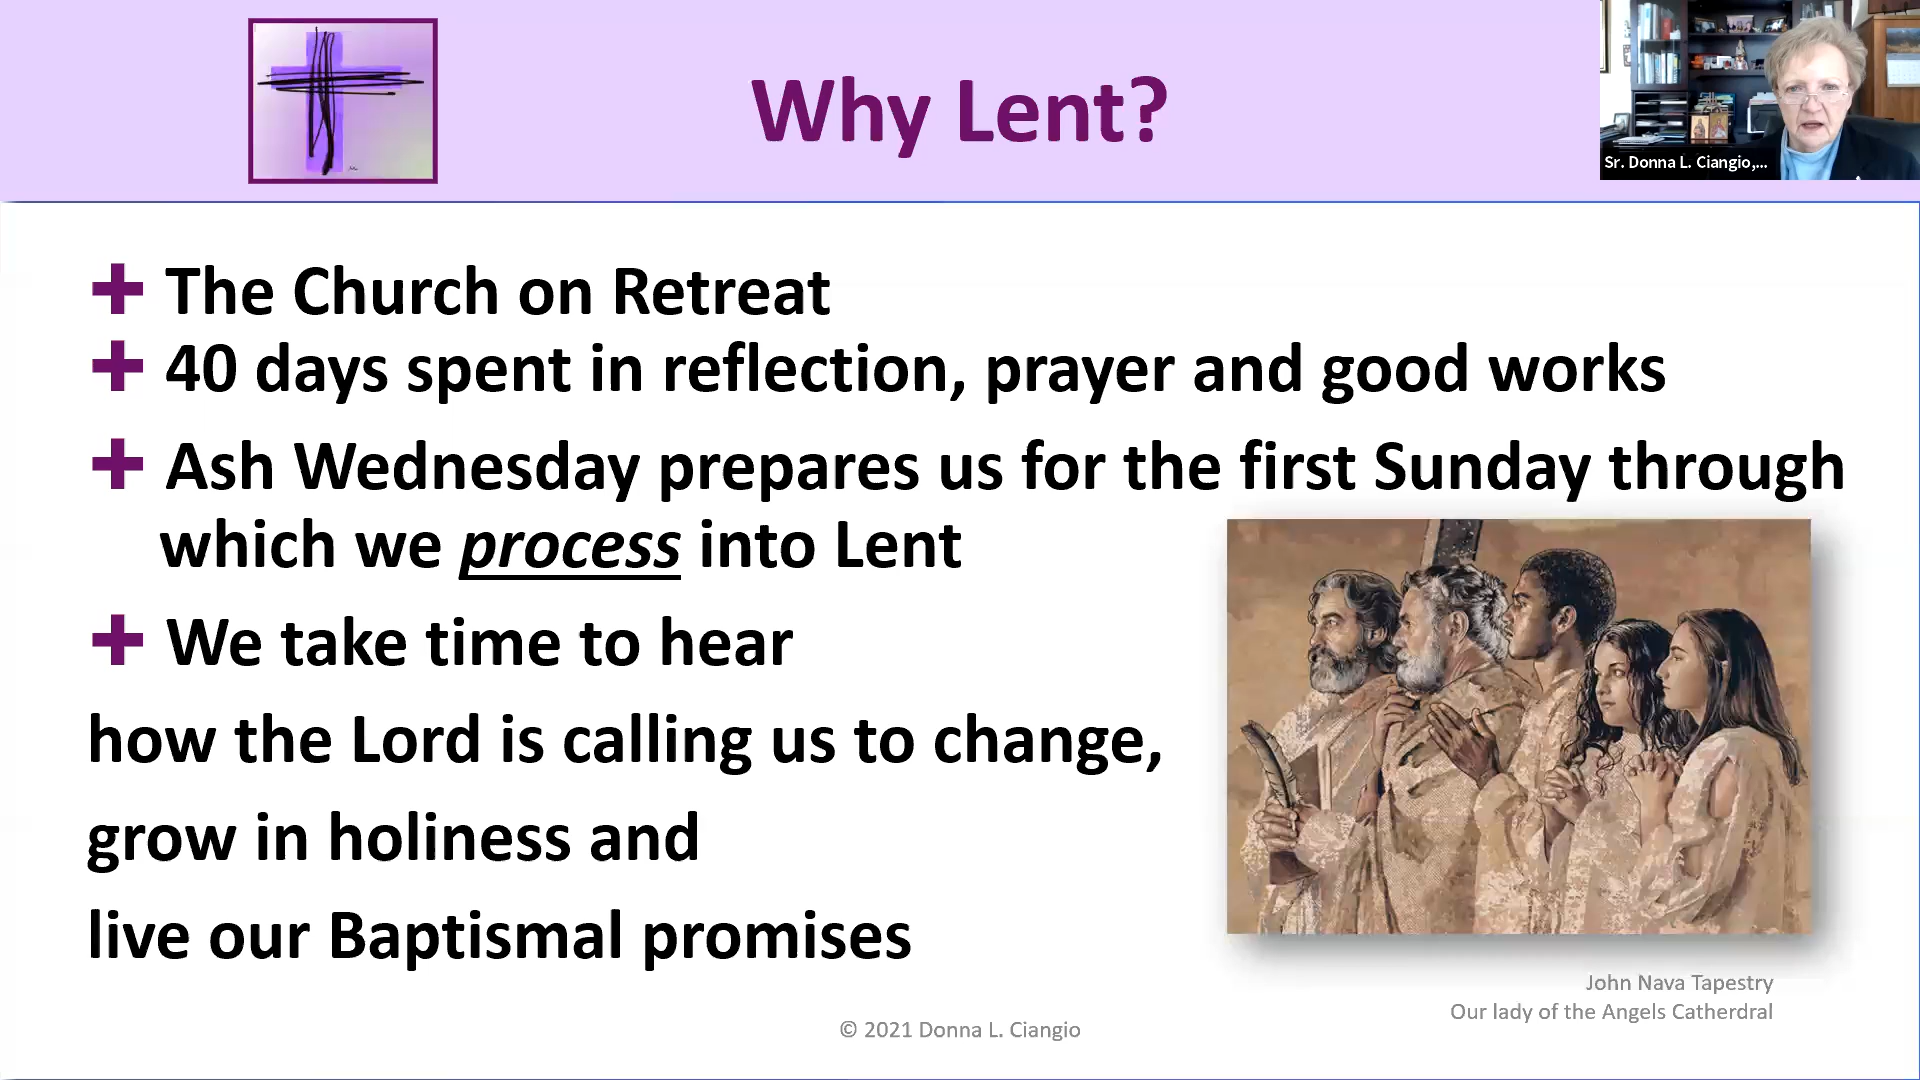 Why Lent?
Sr. Donna L. Ciangio,...
The Church on Retreat
40 days spent in reflection, prayer and good works
Ash Wednesday prepares us for the first Sunday through
which we process into Lent
We take time to hear
how the Lord is calling us to change,
grow in holiness and
live our Baptismal promises
John Nava Tapestry
Our lady of the Angels Catherdral
© 2021 Donna L. Ciangio